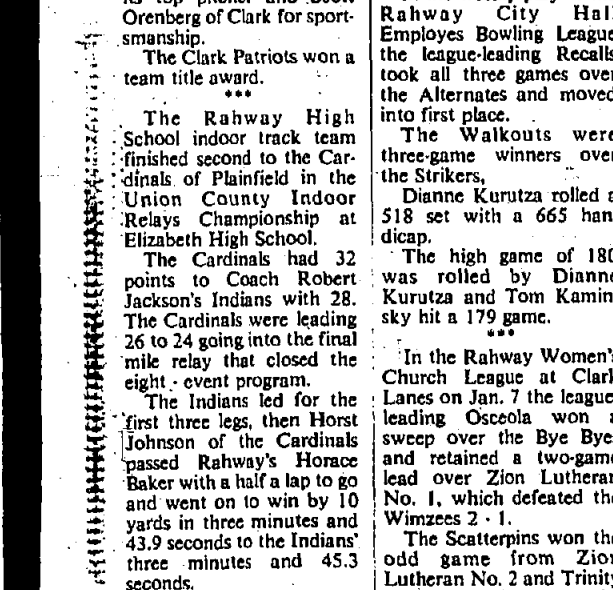 Orenberg of Clark for sport-
smanship.
The Clark Patriots won a
team title award.
***
The Rahway High
School indoor track team
finished second to the Car-
dinals of Plainfield in the
Union County Indoor
Relays Championship at
Elizabeth High School.
The Cardinals had 32
points to Coach Robert
Jackson's Indians with 28.
The Cardinals were leading
26 to 24 going into the final
mile relay that closed the
eight - event program.
The Indians led for the
first three legs, then Horst
Johnson of the Cardinals
passed Rahway's Horace
Baker with a half a lap to go
and went on to win by 10
yards in three minutes and
43.9 seconds to the Indians'
three minutes and 45.3
seconds.
Rahway City Hall
Employes Bowling League
the league-leading Recalls
took all three games over
the Alternates and moved
into first place.
The Walkouts were
three-game winners over
the Strikers,
Dianne Kurutza rolled a
518 set with a 665 han-
dicap.
The high game of 180
was rolled by Dianne
Kurutza and Tom Kamin-
sky hit a 179 game.
***
In the Rahway Women's
Church League at Clark
Lanes on Jan. 7 the league
leading Osceola won a
sweep over the Bye Bye
and retained a two-game
lead over Zion Lutheran
No. 1, which defeated the
Wimzees 2 - 1.
The Scatterpins won the
odd game from Zion
Lutheran No. 2 and Trinity